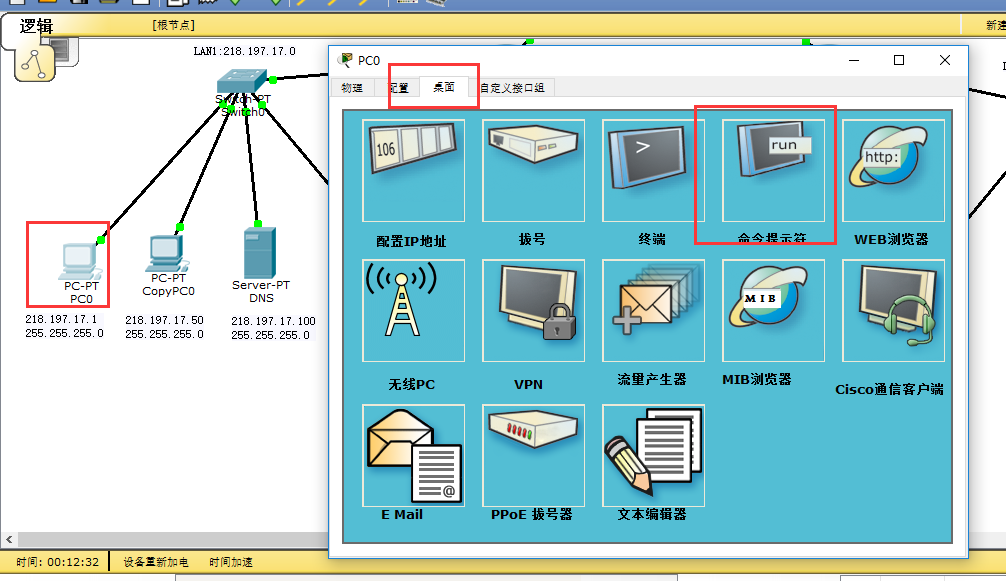 逻辑
[根节点]
新建
LAN1:218.197.17.0
Switch-PT
Switch0
PC-PT
PC0
218.197.17.1
255.255.255.0
PC-PT
CopyPC0
218.197.17.50
255.255.255.0
Server-PT
DNS
218.197.17.100
255.255.255.0
PC0
物理
配置
桌面
自定义接口组
106
>
run
http:
配置IP地址
拨号
终端
命令提示符
WEB浏览器
MIB
无线PC
VPN
流量产生器
MIB浏览器
Cisco通信客户端
@
E Mail
PPoE 拨号器
文本编辑器
时间: 00:12:32
设备重新加电
时间加速